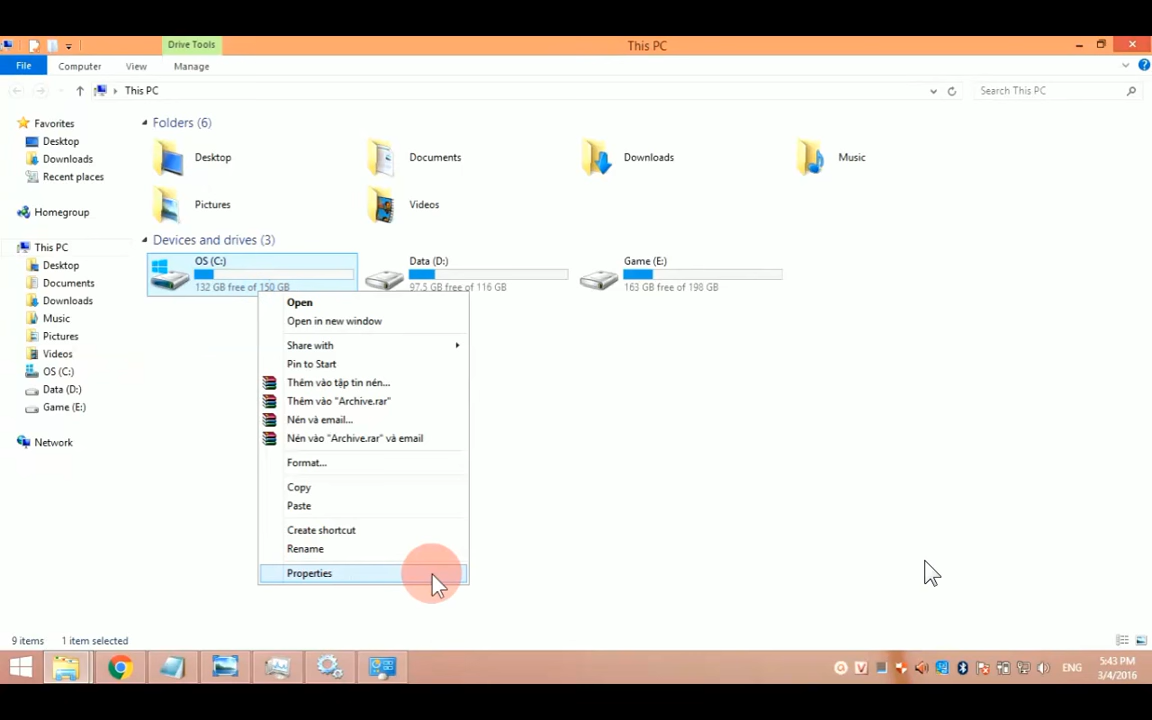 Drive Tools
This PC
File
Computer
View
Manage
This PC
Search This PC
Favorites
Desktop
Downloads
Recent places
Homegroup
This PC
Desktop
Documents
Downloads
Music
Pictures
Videos
OS (C:)
Data (D:)
Game (E:)
Network
Folders (6)
Desktop
Documents
Downloads
Music
Pictures
Videos
Devices and drives (3)
OS (C:)
132 GB free of 150 GB
Data (D:)
97.5 GB free of 116 GB
Game (E:)
163 GB free of 198 GB
Open
Open in new window
Share with
Pin to Start
Thêm vào tập tin nén...
Thêm vào "Archive.rar"
Nén và email...
Nén vào "Archive.rar" và email
Format...
Copy
Paste
Create shortcut
Rename
Properties
9 items
1 item selected
ENG
5:43 PM
3/4/2016